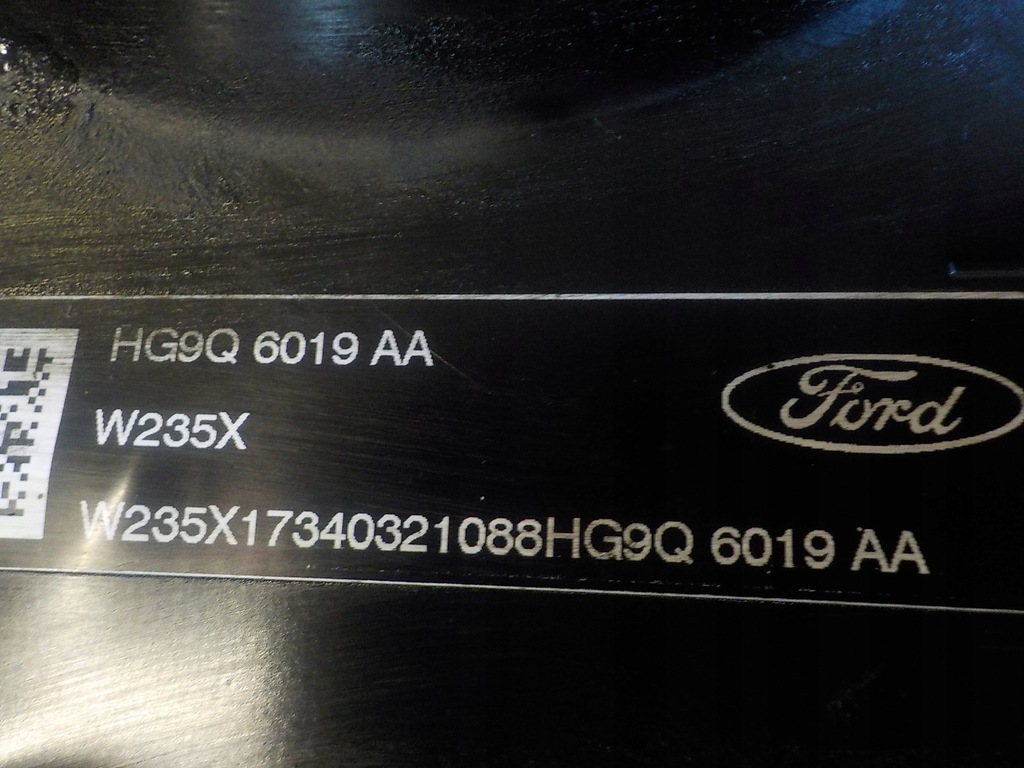 HG9Q 6019 AA
W235X
Ford
W235X17340321088HG9Q 6019 AA